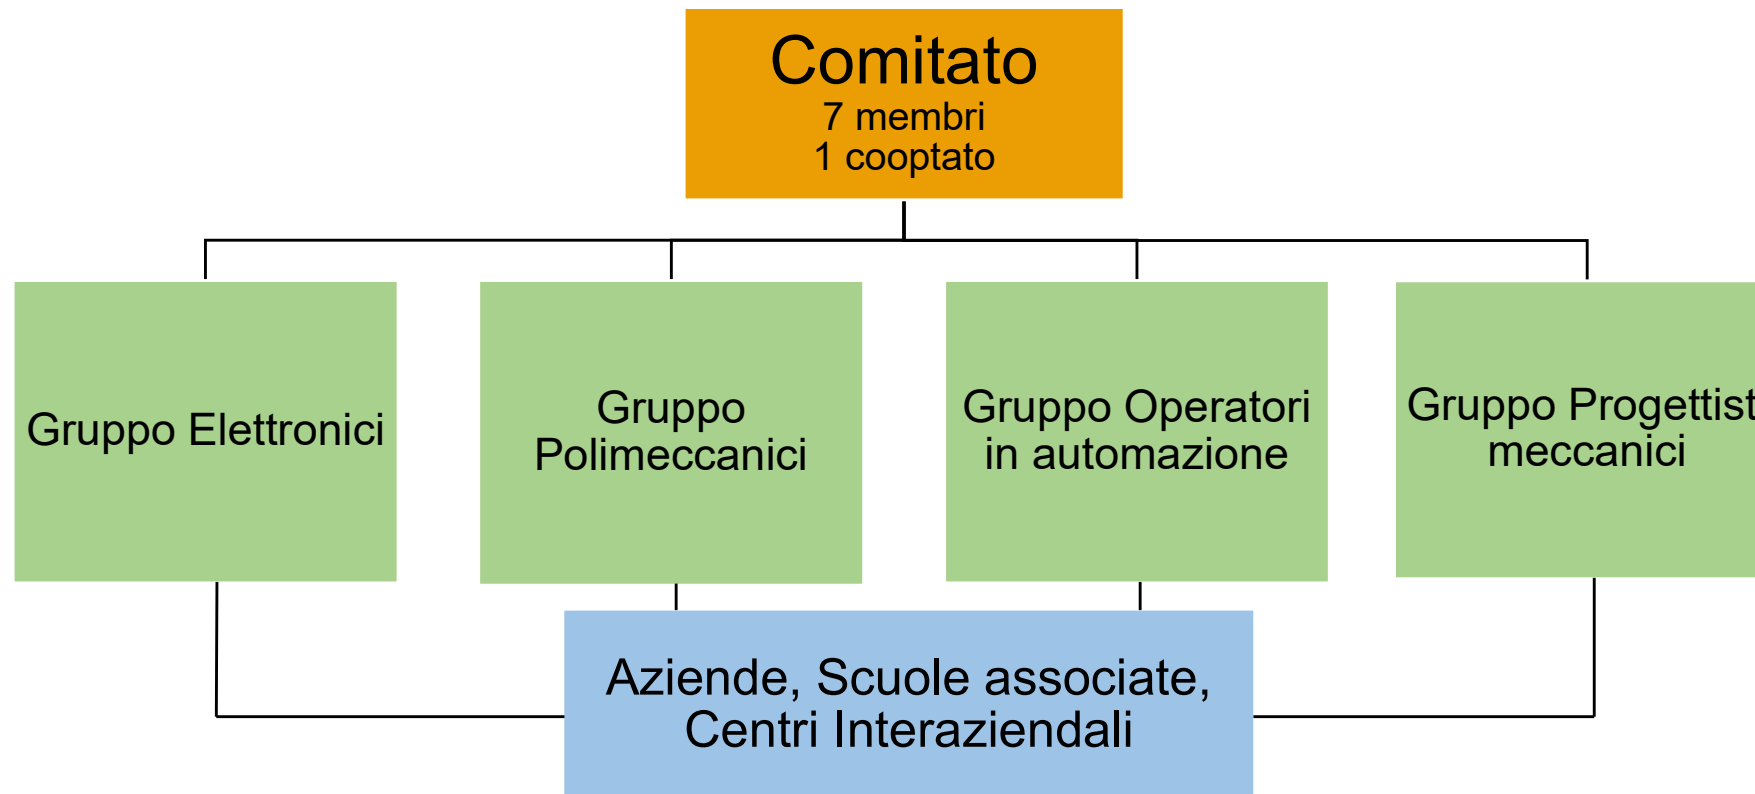 Comitato
7 membri
1 cooptato
Gruppo Elettronici
Gruppo
Polimeccanici
Gruppo Operatori
in automazione
Gruppo Progettist
meccanici
Aziende, Scuole associate,
Centri Interaziendali